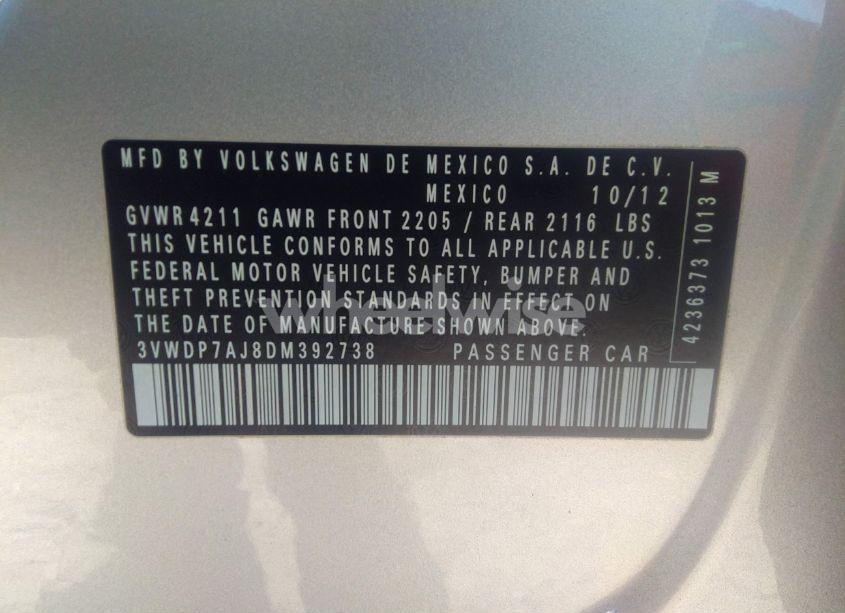 MFD BY VOLKSWAGEN DE MEXICO S.A. DE C.V.
MEXICO 10/12
GVWR 4211 GAWR FRONT 2205 / REAR 2116 LBS
THIS VEHICLE CONFORMS TO ALL APPLICABLE U.S.
FEDERAL MOTOR VEHICLE SAFETY, BUMPER AND
THEFT PREVENTION STANDARDS IN EFFECT ON
THE DATE OF MANUFACTURE SHOWN ABOVE.
3VWDP7AJ8DM392738 PASSENGER CAR
4236373 1013 M
wheelwise